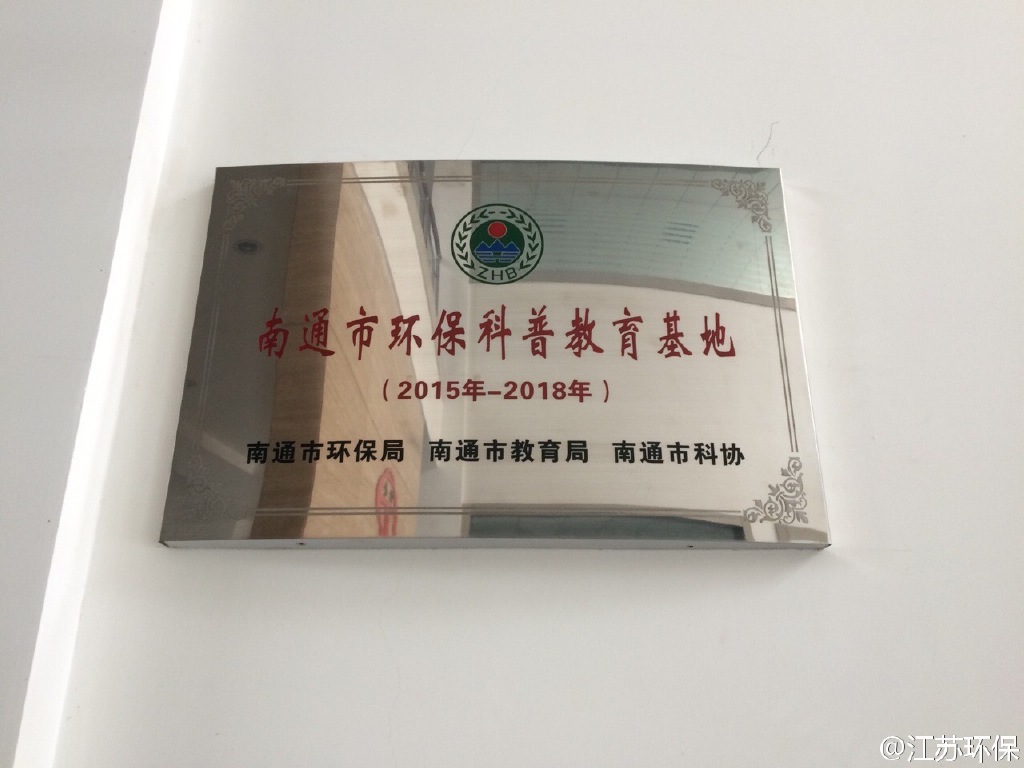 ZHB
南通市环保科普教育基地
（2015年-2018年）
南通市环保局 南通市教育局 南通市科协
@江苏环保